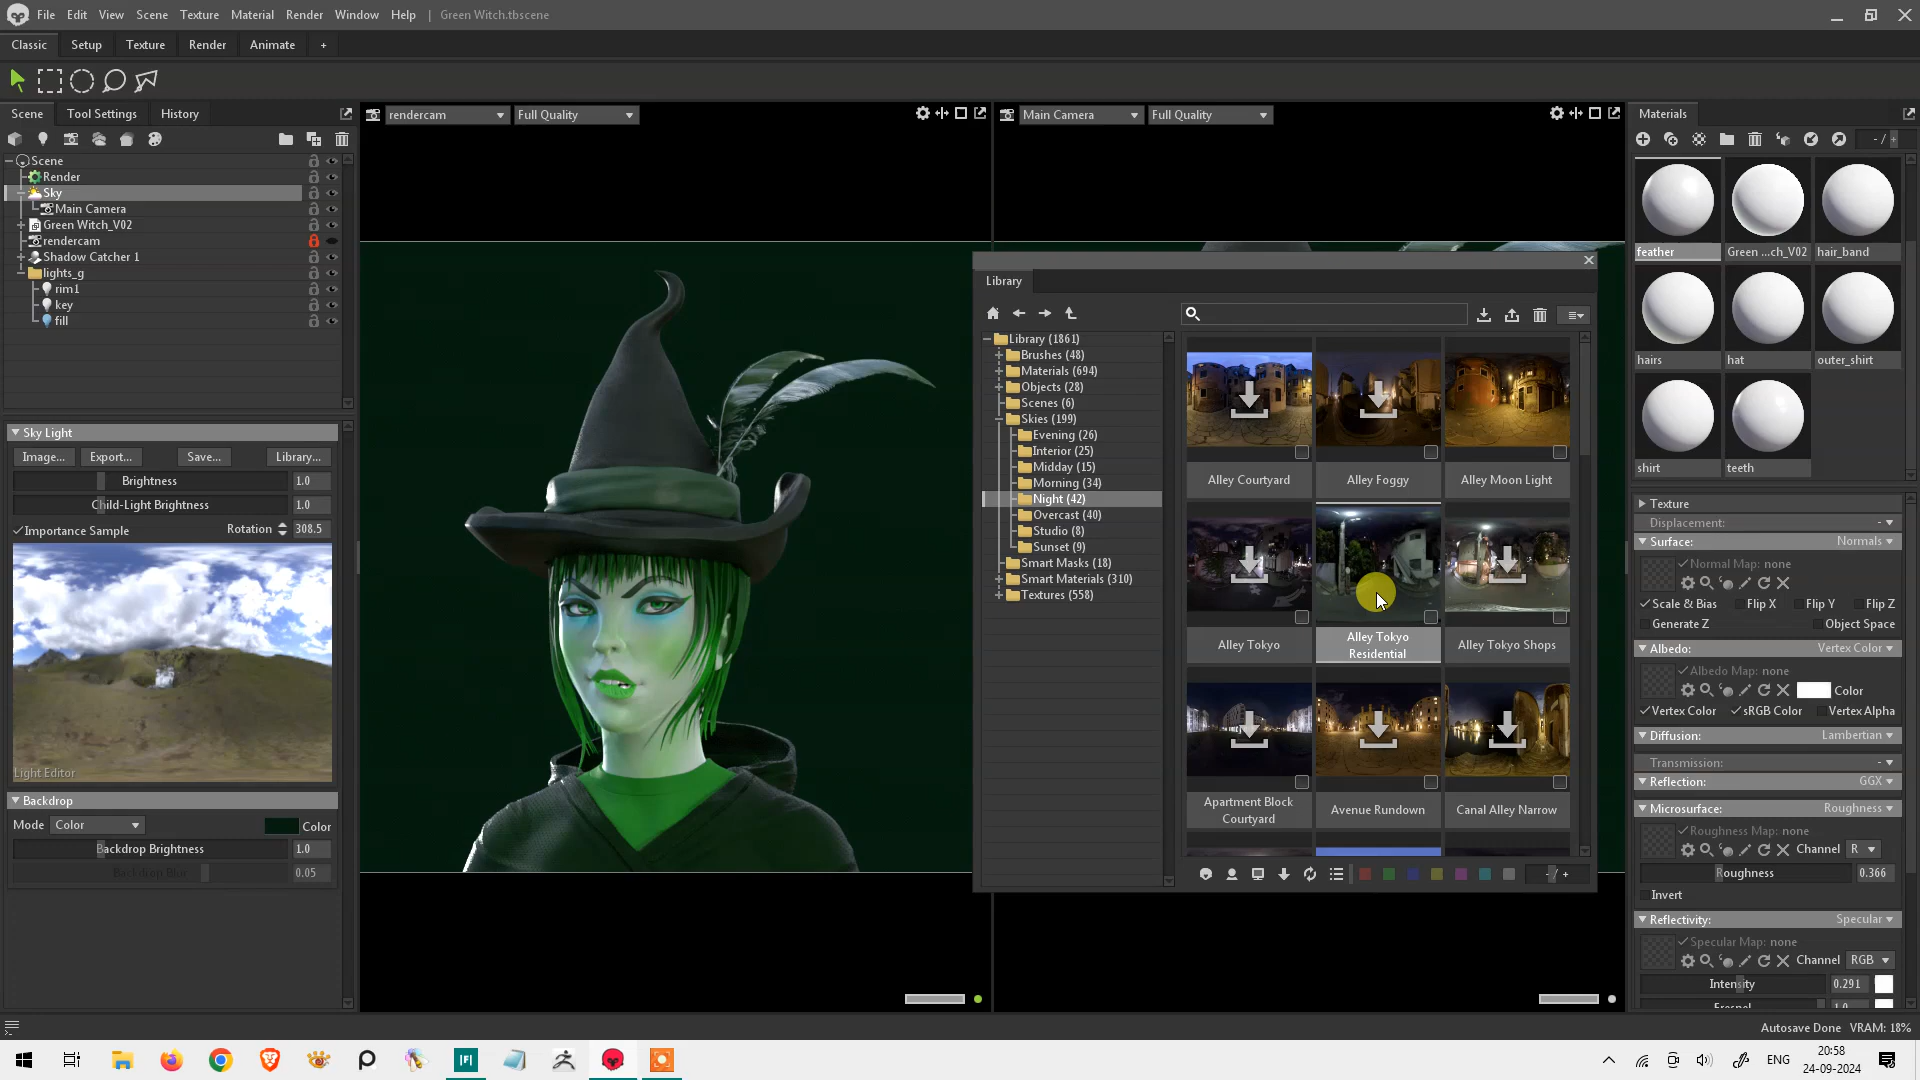 File Edit View Scene Texture Material Render Window Help | Green Witch.tbscene
Classic Setup Texture Render Animate +
Scene Tool Settings History
Scene
Render
Sky
Main Camera
Green Witch_V02
rendercam
Shadow Catcher 1
lights_g
rim1
key
fill
Sky Light
Image... Export... Save... Library...
Brightness 1.0
Child-Light Brightness 1.0
Importance Sample Rotation 308.5
Light Editor
Backdrop
Mode Color Color
Backdrop Brightness 1.0
Backdrop Blur 0.05
rendercam Full Quality
Main Camera Full Quality
Library
Library (1861)
Brushes (48)
Materials (694)
Objects (28)
Scenes (6)
Skies (199)
Evening (26)
Interior (25)
Midday (15)
Morning (34)
Night (42)
Overcast (40)
Studio (8)
Sunset (9)
Smart Masks (18)
Smart Materials (310)
Textures (558)
Alley Courtyard Alley Foggy Alley Moon Light
Alley Tokyo Alley Tokyo Residential Alley Tokyo Shops
Apartment Block Courtyard Avenue Rundown Canal Alley Narrow
- / +
Materials
- / +
feather Green ...ch_V02 hair_band
hairs hat outer_shirt
shirt teeth
Texture
Displacement: -
Surface: Normals
Normal Map: none
Scale & Bias Flip X Flip Y Flip Z
Generate Z Object Space
Albedo: Vertex Color
Albedo Map: none
Color
Vertex Color sRGB Color Vertex Alpha
Diffusion: Lambertian
Transmission: -
Reflection: GGX
Microsurface: Roughness
Roughness Map: none
Channel R
Roughness 0.366
Invert
Reflectivity: Specular
Specular Map: none
Channel RGB
Intensity 0.291
Fresnel 1.0
Autosave Done VRAM: 18%
ENG
20:58
24-09-2024